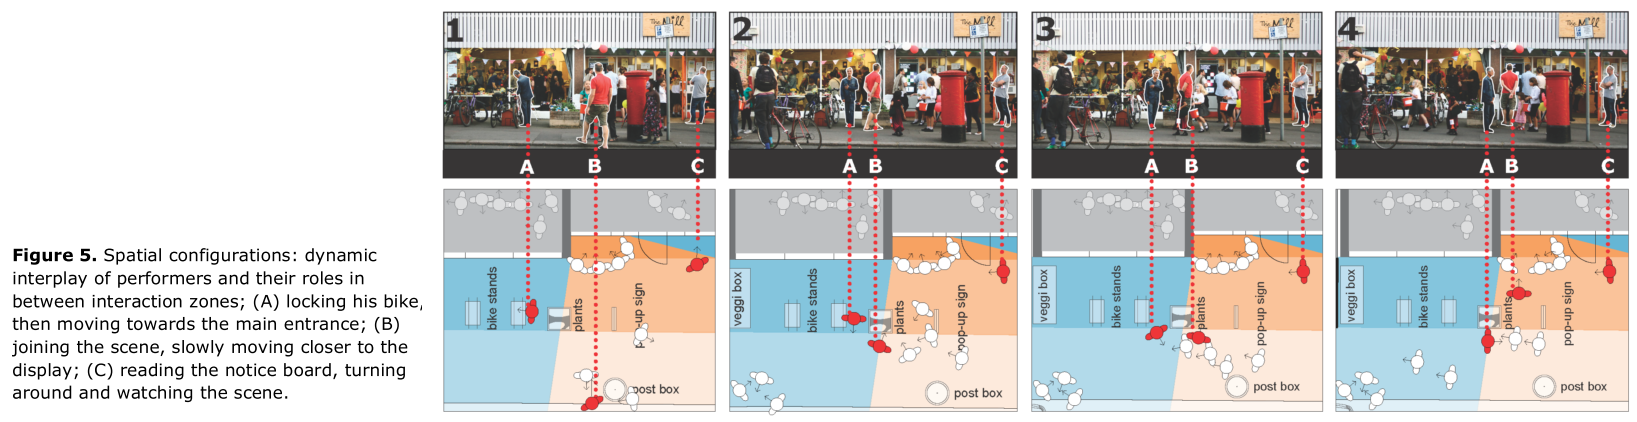 Figure 5. Spatial configurations: dynamic
interplay of performers and their roles in
between interaction zones; (A) locking his bike,
then moving towards the main entrance; (B)
joining the scene, slowly moving closer to the
display; (C) reading the notice board, turning
around and watching the scene.
1
The Mill
A
B
C
bike stands
plants
pop-up sign
post box
2
The Mill
A
B
C
veggi box
bike stands
plants
pop-up sign
post box
3
The Mill
A
B
C
veggi box
bike stands
plants
pop-up sign
post box
4
The Mill
A
B
C
veggi box
bike stands
plants
pop-up sign
post box